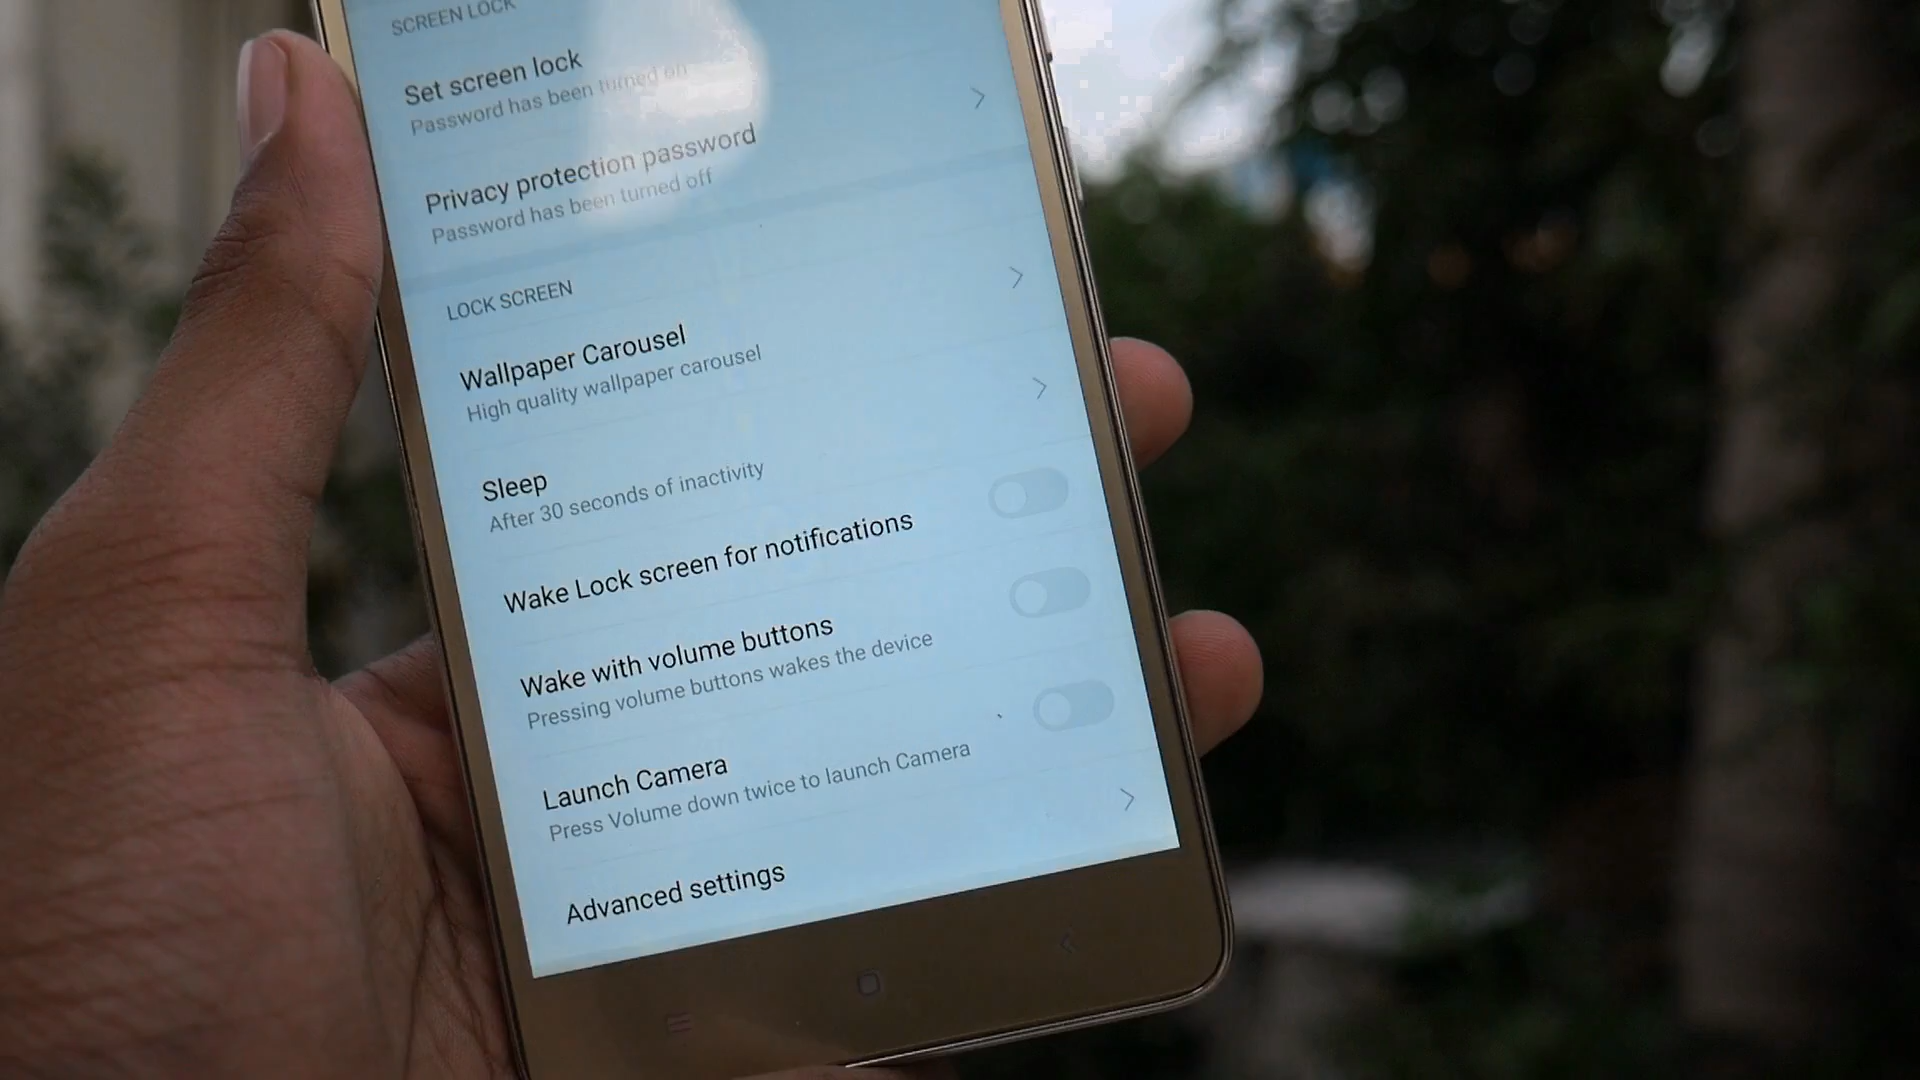 SCREEN LOCK
Set screen lock
Password has been turned on
Privacy protection password
Password has been turned off
LOCK SCREEN
Wallpaper Carousel
High quality wallpaper carousel
Sleep
After 30 seconds of inactivity
Wake Lock screen for notifications
Wake with volume buttons
Pressing volume buttons wakes the device
Launch Camera
Press Volume down twice to launch Camera
Advanced settings